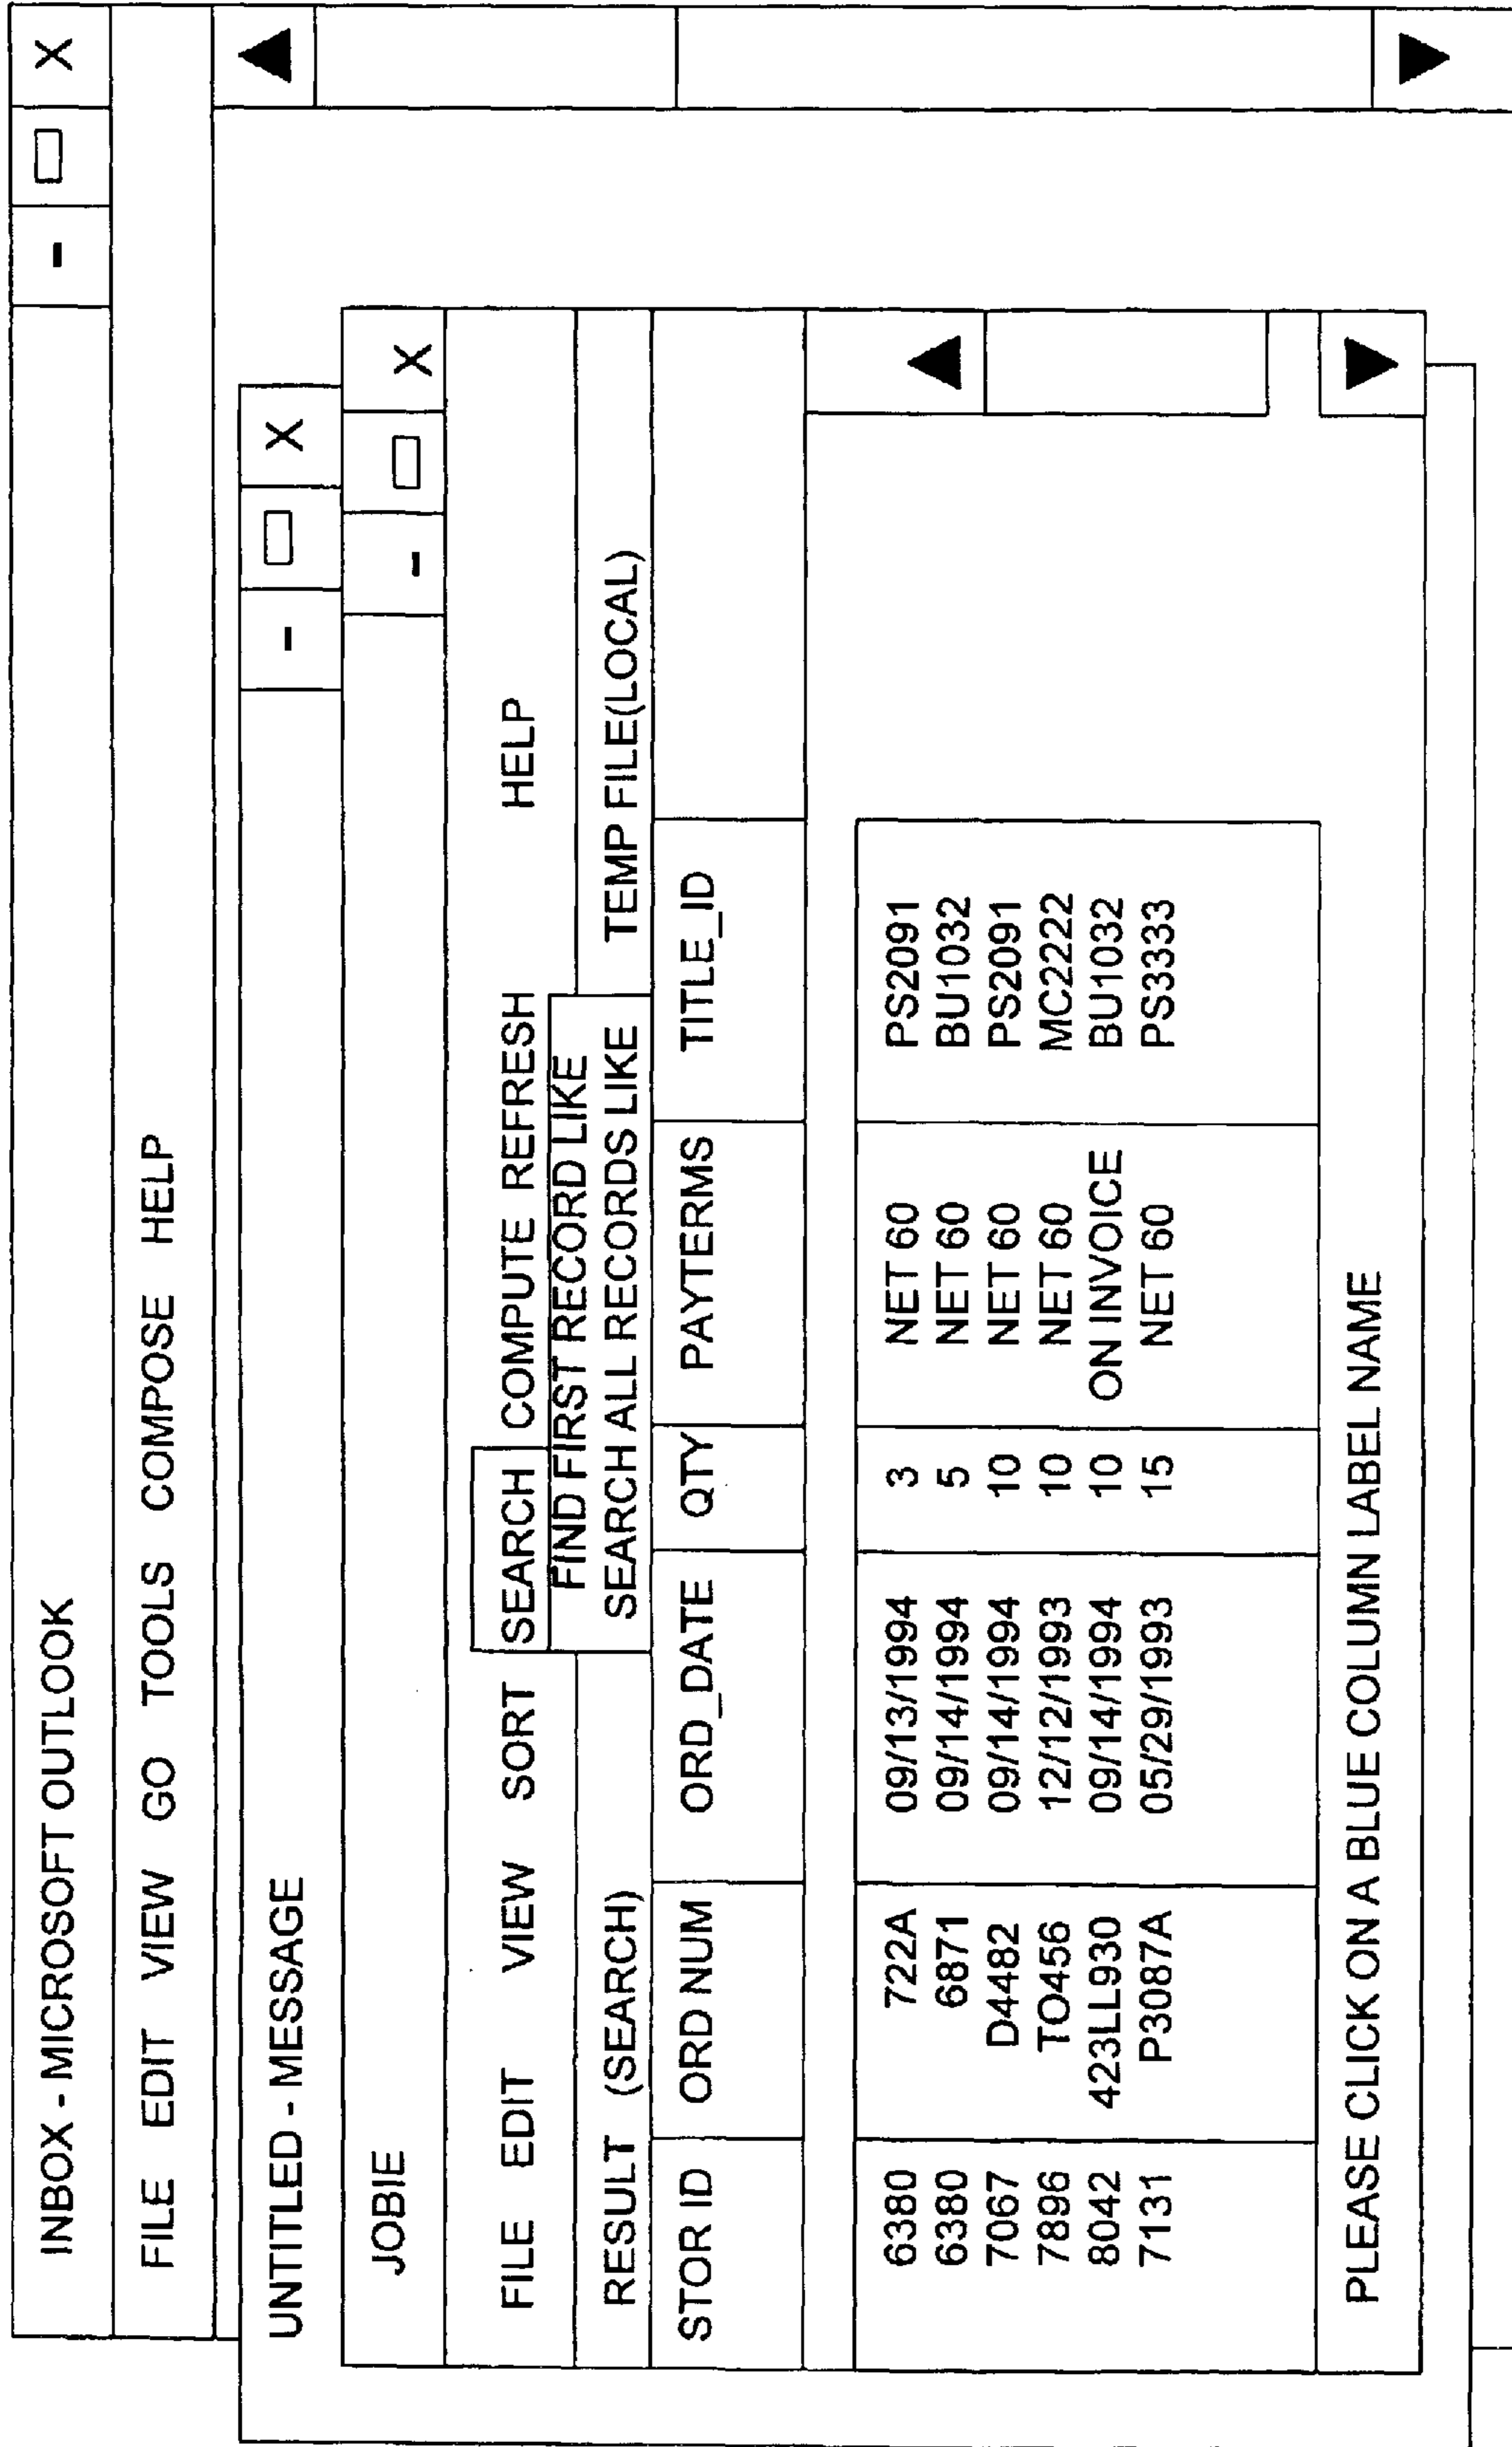 INBOX - MICROSOFT OUTLOOK - X
FILE EDIT VIEW GO TOOLS COMPOSE HELP
UNTITLED - MESSAGE - X
JOBIE - X
FILE EDIT VIEW SORT SEARCH COMPUTE REFRESH HELP
FIND FIRST RECORD LIKE
RESULT (SEARCH) SEARCH ALL RECORDS LIKE TEMP FILE(LOCAL)
STOR ID ORD NUM ORD_DATE QTY PAYTERMS TITLE_ID
6380 722A 09/13/1994 3 NET 60 PS2091
6380 6871 09/14/1994 5 NET 60 BU1032
7067 D4482 09/14/1994 10 NET 60 PS2091
7896 TO456 12/12/1993 10 NET 60 MC2222
8042 423LL930 09/14/1994 10 ON INVOICE BU1032
7131 P3087A 05/29/1993 15 NET 60 PS3333
PLEASE CLICK ON A BLUE COLUMN LABEL NAME